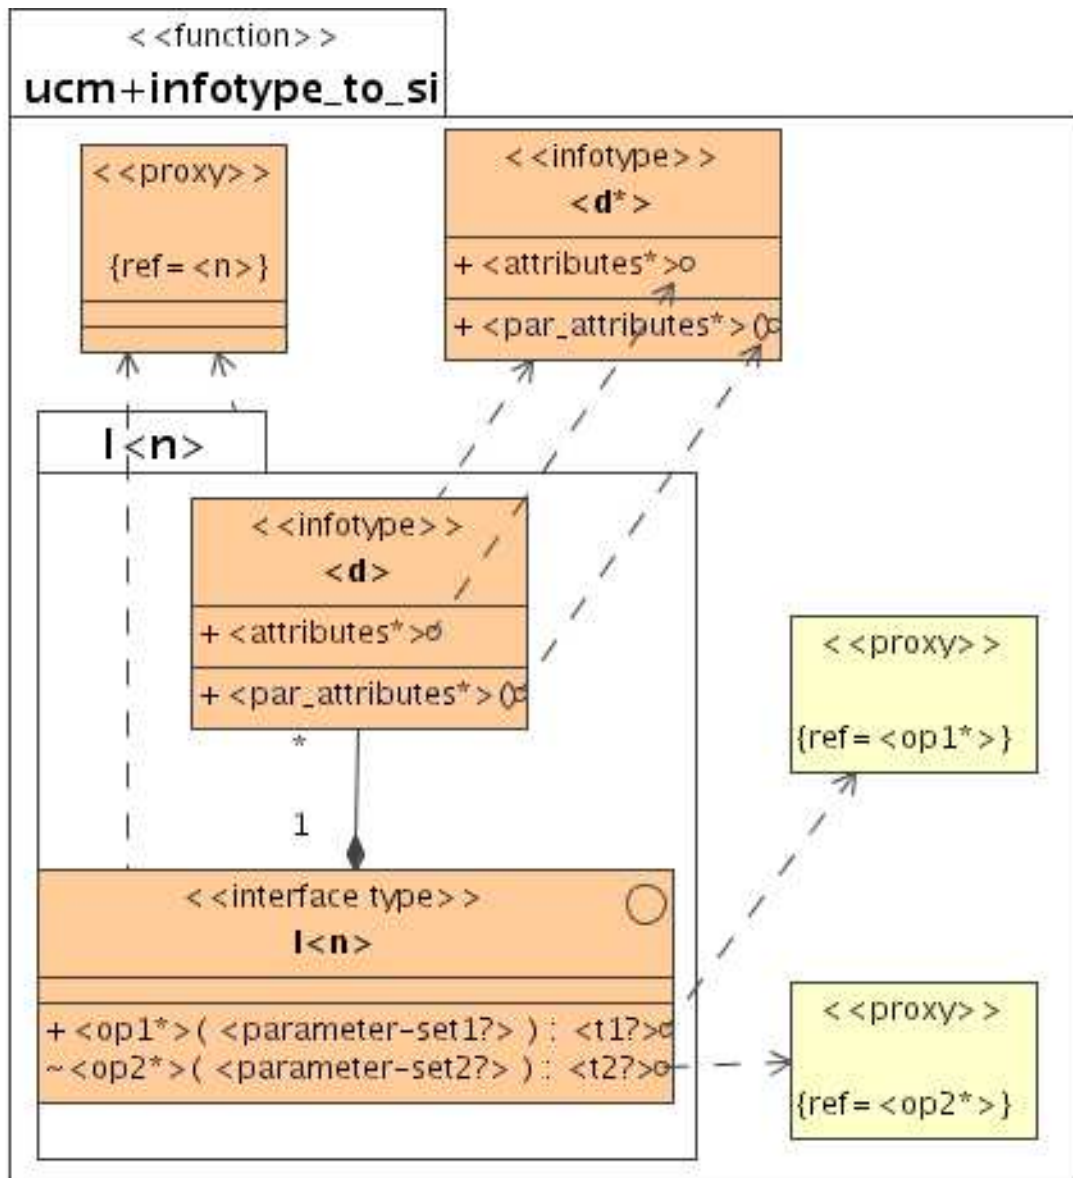 <<function>>
ucm+infotype_to_si
<<proxy>>
{ref=<n>}
<<infotype>>
<d*>
+ <attributes*>
+ <par_attributes*> ()
I<n>
<<infotype>>
<d>
+ <attributes*>
+ <par_attributes*> ()
*
1
<<interface type>>
I<n>
+ <op1*>( <parameter-set1?> ): <t1?>
~<op2*>( <parameter-set2?> ): <t2?>
<<proxy>>
{ref=<op1*>}
<<proxy>>
{ref=<op2*>}